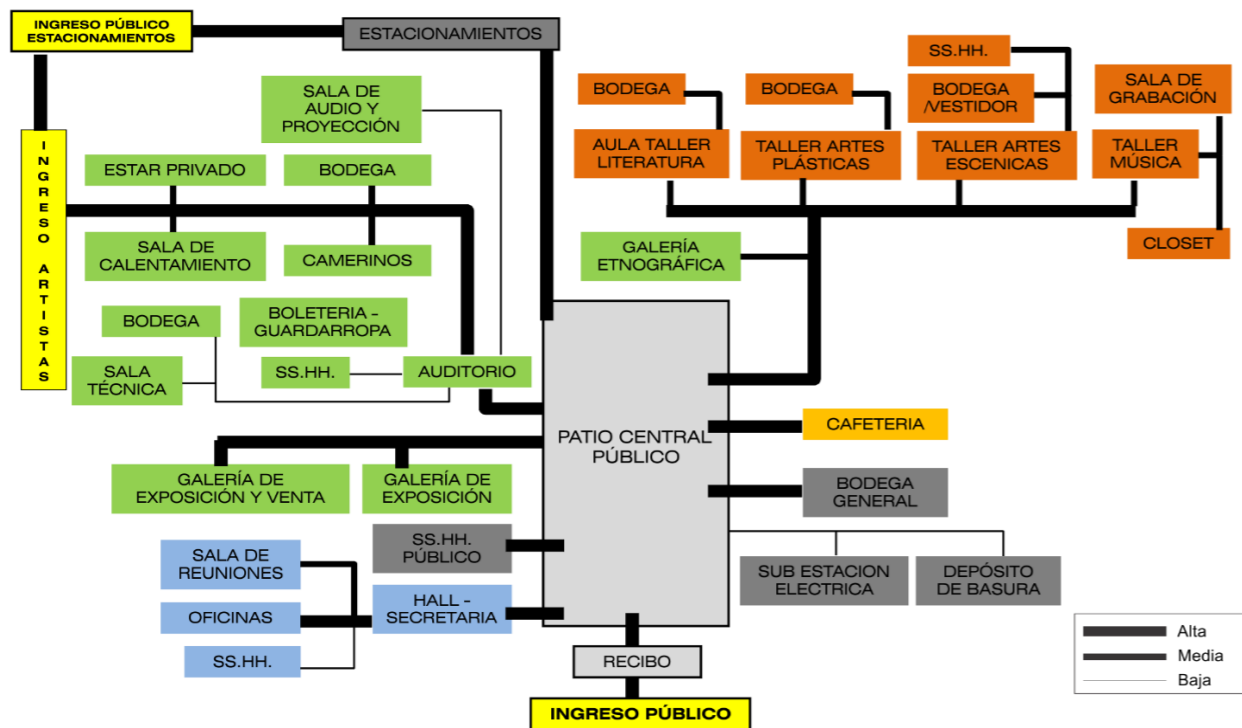 INGRESO PÚBLICO
ESTACIONAMIENTOS
ESTACIONAMIENTOS
SALA DE
AUDIO Y
PROYECCIÓN
INGRESO ARTISTAS
ESTAR PRIVADO
BODEGA
SALA DE
CALENTAMIENTO
CAMERINOS
BODEGA
BOLETERIA -
GUARDARROPA
SALA
TÉCNICA
SS.HH.
AUDITORIO
GALERÍA DE
EXPOSICIÓN Y VENTA
GALERÍA DE
EXPOSICIÓN
SS.HH.
PÚBLICO
SALA DE
REUNIONES
OFICINAS
SS.HH.
HALL -
SECRETARIA
PATIO CENTRAL
PÚBLICO
RECIBO
INGRESO PÚBLICO
BODEGA
AULA TALLER
LITERATURA
BODEGA
TALLER ARTES
PLÁSTICAS
SS.HH.
BODEGA
/VESTIDOR
TALLER ARTES
ESCENICAS
SALA DE
GRABACIÓN
TALLER
MÚSICA
CLOSET
GALERÍA
ETNOGRÁFICA
CAFETERIA
BODEGA
GENERAL
SUB ESTACION
ELECTRICA
DEPÓSITO
DE BASURA
Alta
Media
Baja